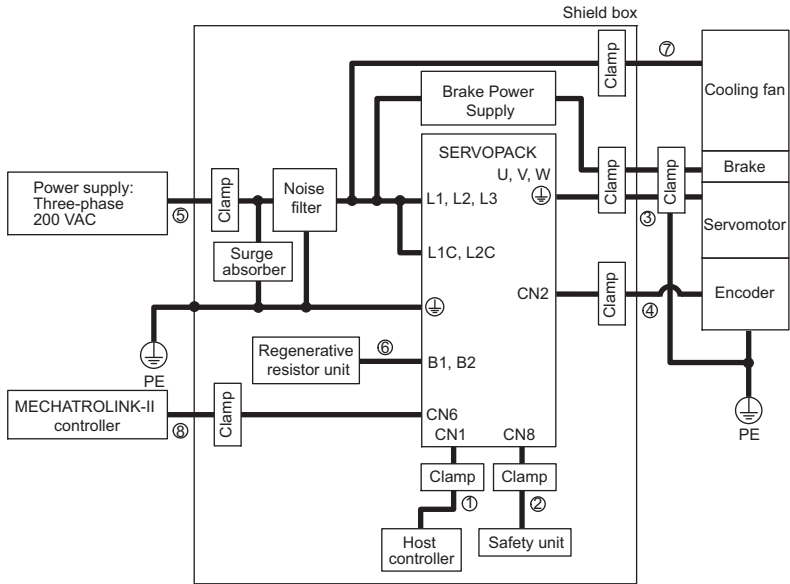 Shield box
Clamp
⑦
Cooling fan
Brake Power
Supply
SERVOPACK
U, V, W
Clamp
Clamp
Brake
Power supply:
Three-phase
200 VAC
⑤
Clamp
Noise
filter
L1, L2, L3
③
Servomotor
Surge
absorber
L1C, L2C
CN2
Clamp
④
Encoder
PE
Regenerative
resistor unit
⑥
B1, B2
MECHATROLINK-II
controller
⑧
Clamp
CN6
CN1
CN8
PE
Clamp
Clamp
①
②
Host
controller
Safety unit